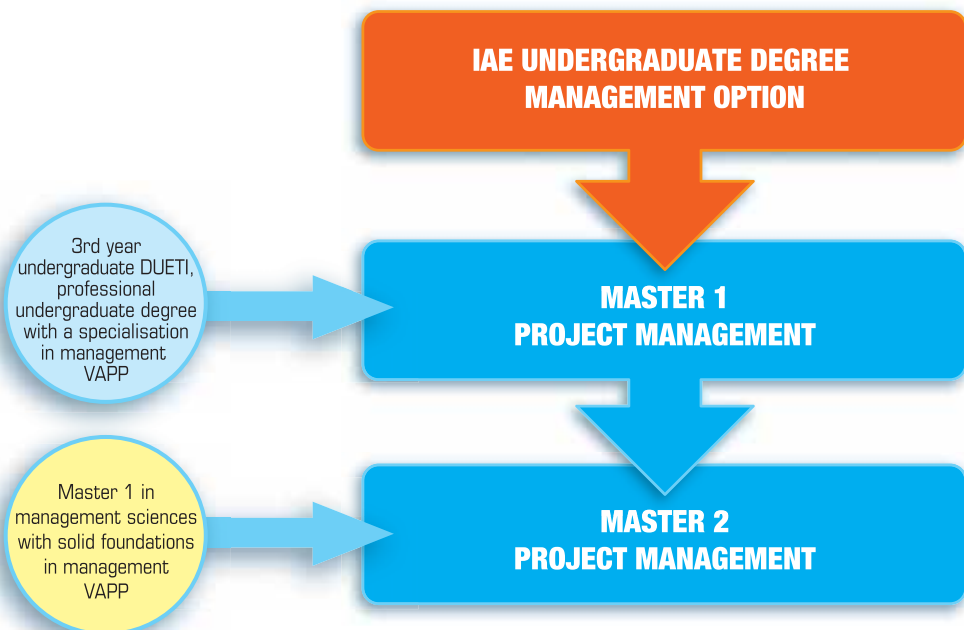 IAE UNDERGRADUATE DEGREE
MANAGEMENT OPTION
3rd year
undergraduate DUETI,
professional
undergraduate degree
with a specialisation
in management
VAPP
MASTER 1
PROJECT MANAGEMENT
Master 1 in
management sciences
with solid foundations
in management
VAPP
MASTER 2
PROJECT MANAGEMENT